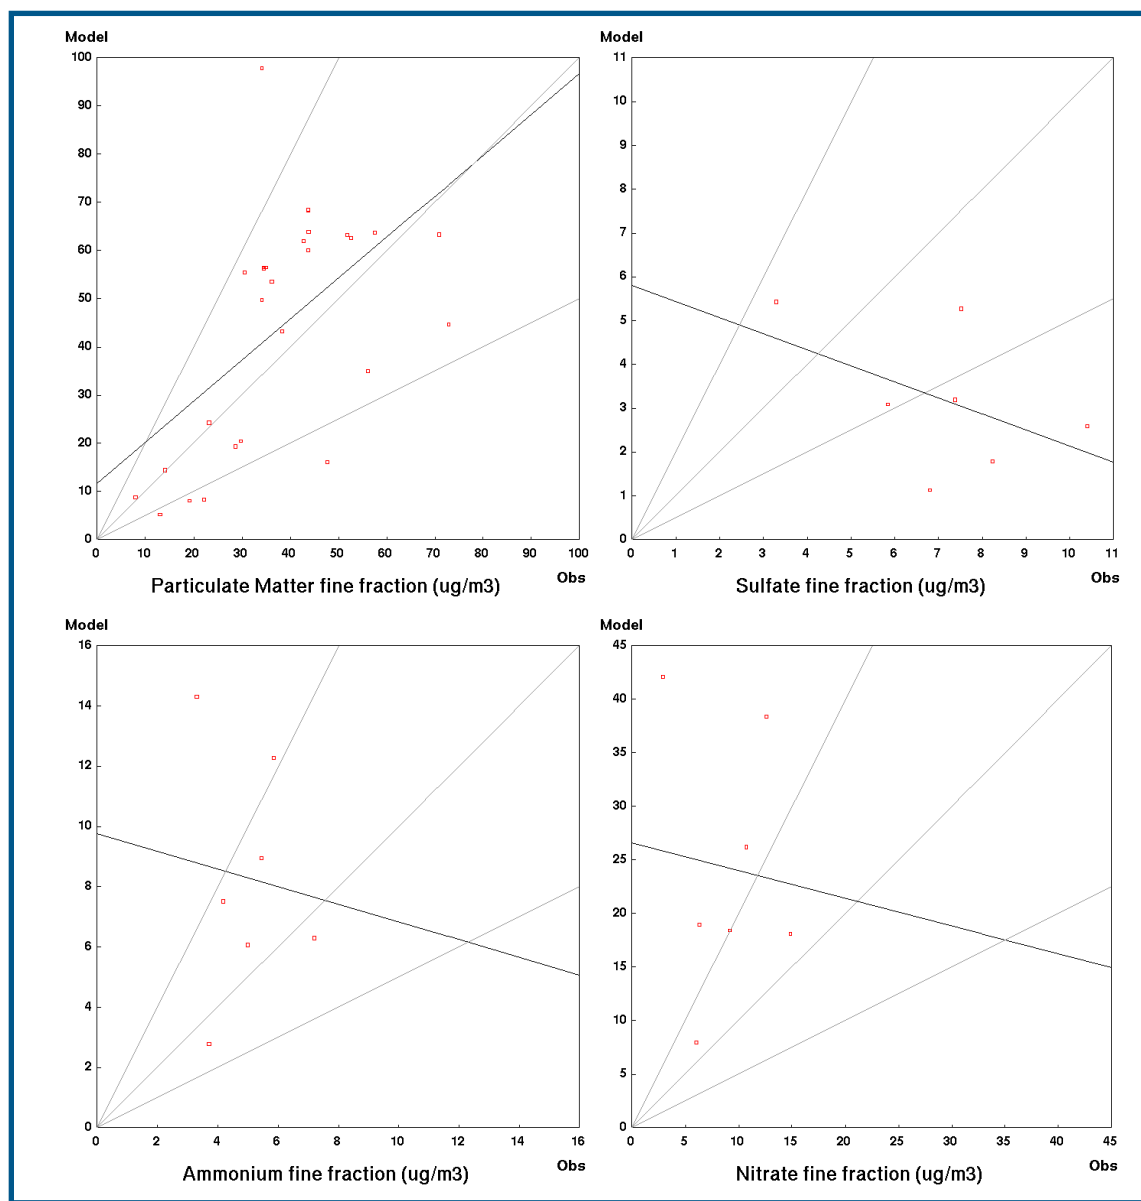 Model
100
90
80
70
60
50
40
30
20
10
0
0 10 20 30 40 50 60 70 80 90 100
Obs
Particulate Matter fine fraction (ug/m3)
Model
11
10
9
8
7
6
5
4
3
2
1
0
0 1 2 3 4 5 6 7 8 9 10 11
Obs
Sulfate fine fraction (ug/m3)
Model
16
14
12
10
8
6
4
2
0
0 2 4 6 8 10 12 14 16
Obs
Ammonium fine fraction (ug/m3)
Model
45
40
35
30
25
20
15
10
5
0
0 5 10 15 20 25 30 35 40 45
Obs
Nitrate fine fraction (ug/m3)